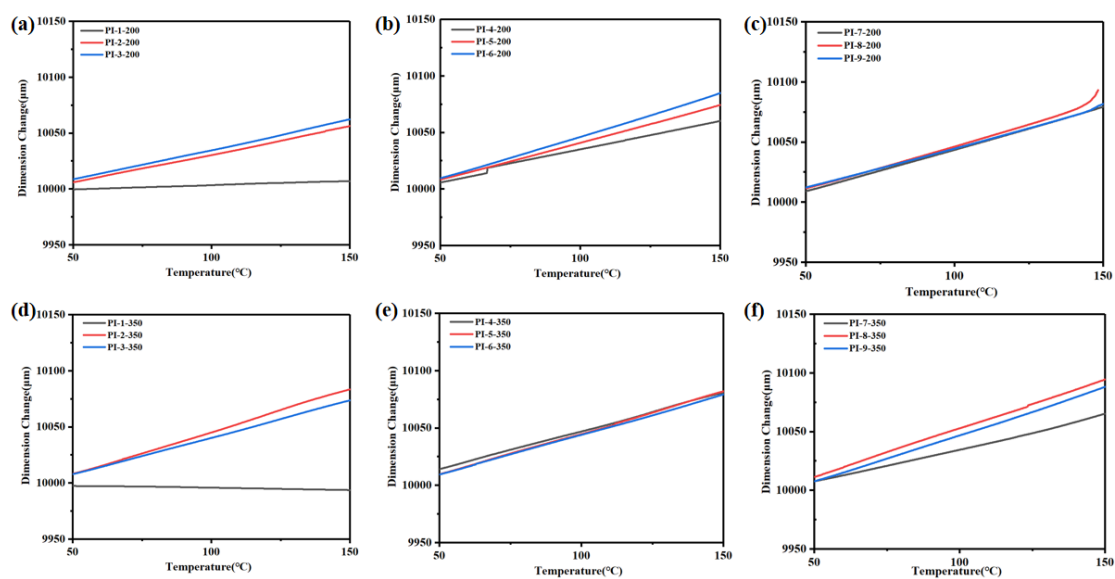 (a)
PI-1-200
PI-2-200
PI-3-200
Dimension Change(μm)
10150
10100
10050
10000
9950
50
100
150
Temperature(℃)
(b)
PI-4-200
PI-5-200
PI-6-200
Dimension Change(μm)
10150
10100
10050
10000
9950
50
100
150
Temperature(℃)
(c)
PI-7-200
PI-8-200
PI-9-200
Dimension Change(μm)
10150
10100
10050
10000
9950
50
100
150
Temperature(℃)
(d)
PI-1-350
PI-2-350
PI-3-350
Dimension Change(μm)
10150
10100
10050
10000
9950
50
100
150
Temperature(℃)
(e)
PI-4-350
PI-5-350
PI-6-350
Dimension Change(μm)
10150
10100
10050
10000
9950
50
100
150
Temperature(℃)
(f)
PI-7-350
PI-8-350
PI-9-350
Dimension Change(μm)
10150
10100
10050
10000
9950
50
100
150
Temperature(℃)